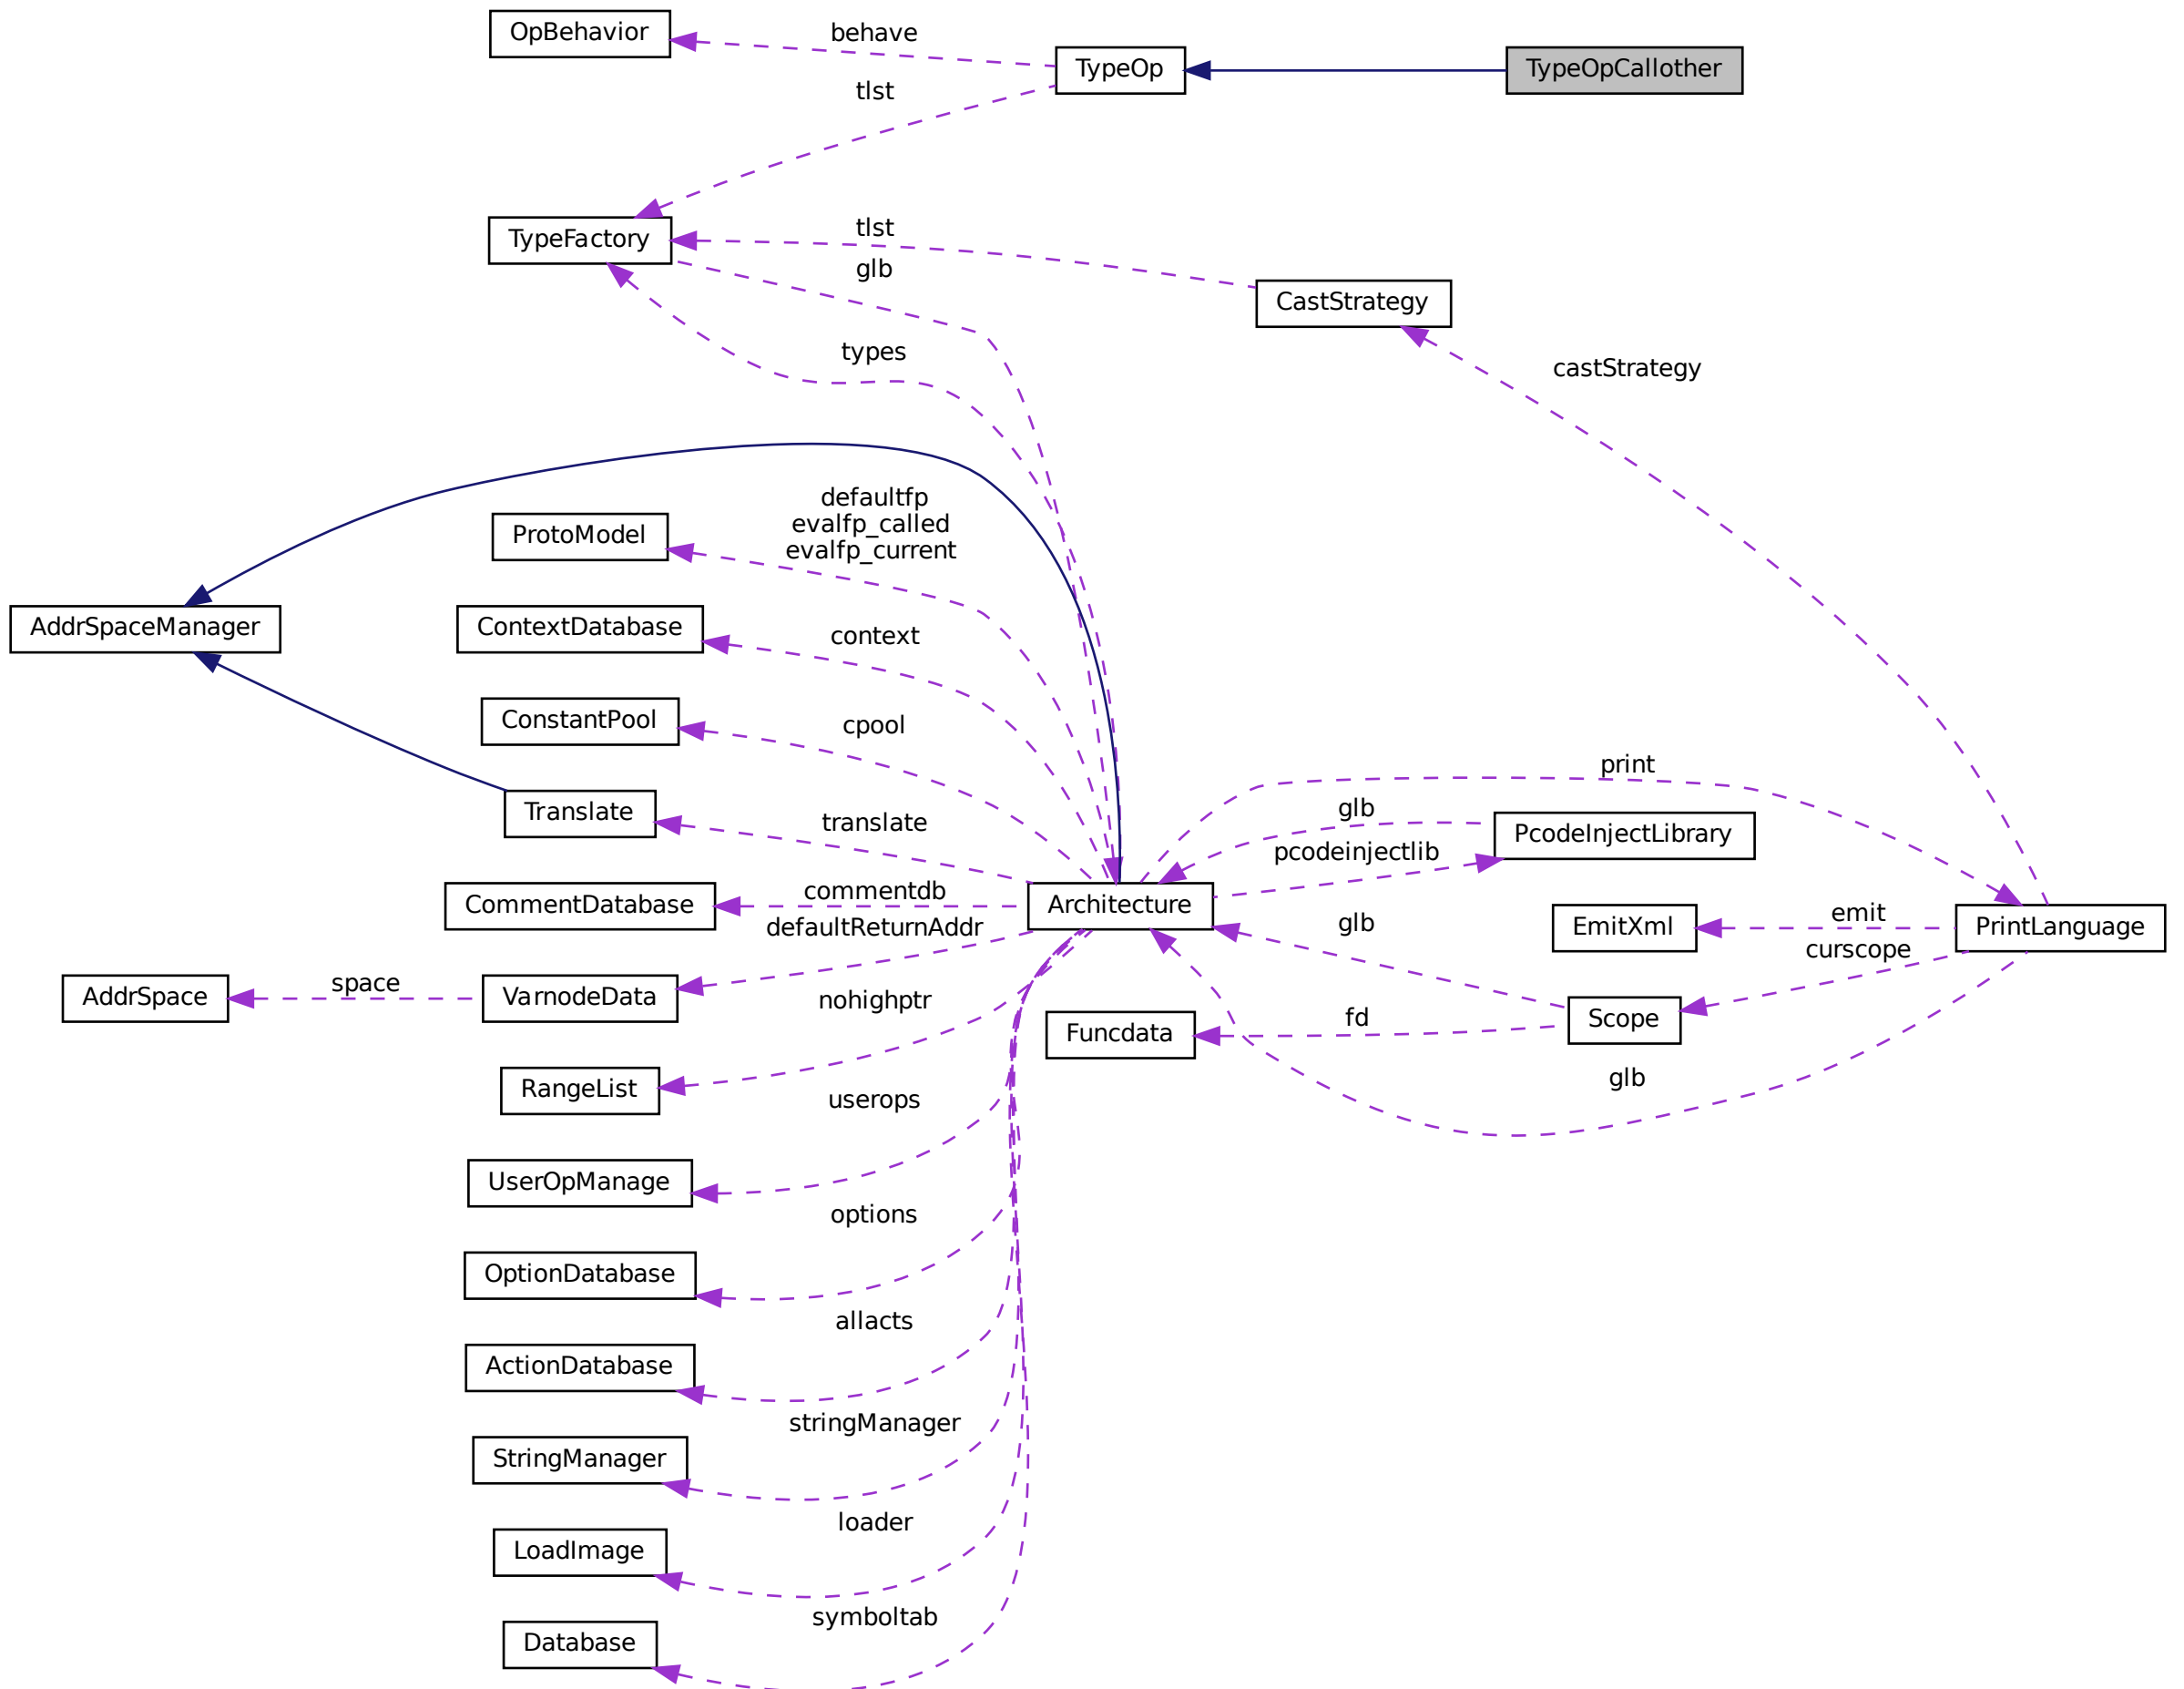 OpBehavior
behave
TypeOp
TypeOpCallother
tlst
TypeFactory
tlst
glb
CastStrategy
types
castStrategy
defaultfp
evalfp_called
evalfp_current
ProtoModel
AddrSpaceManager
ContextDatabase
context
ConstantPool
cpool
print
Translate
translate
glb
PcodeInjectLibrary
pcodeinjectlib
CommentDatabase
commentdb
Architecture
defaultReturnAddr
glb
emit
EmitXml
PrintLanguage
curscope
AddrSpace
space
VarnodeData
nohighptr
Funcdata
fd
Scope
RangeList
glb
userops
UserOpManage
options
OptionDatabase
allacts
ActionDatabase
stringManager
StringManager
loader
LoadImage
symboltab
Database